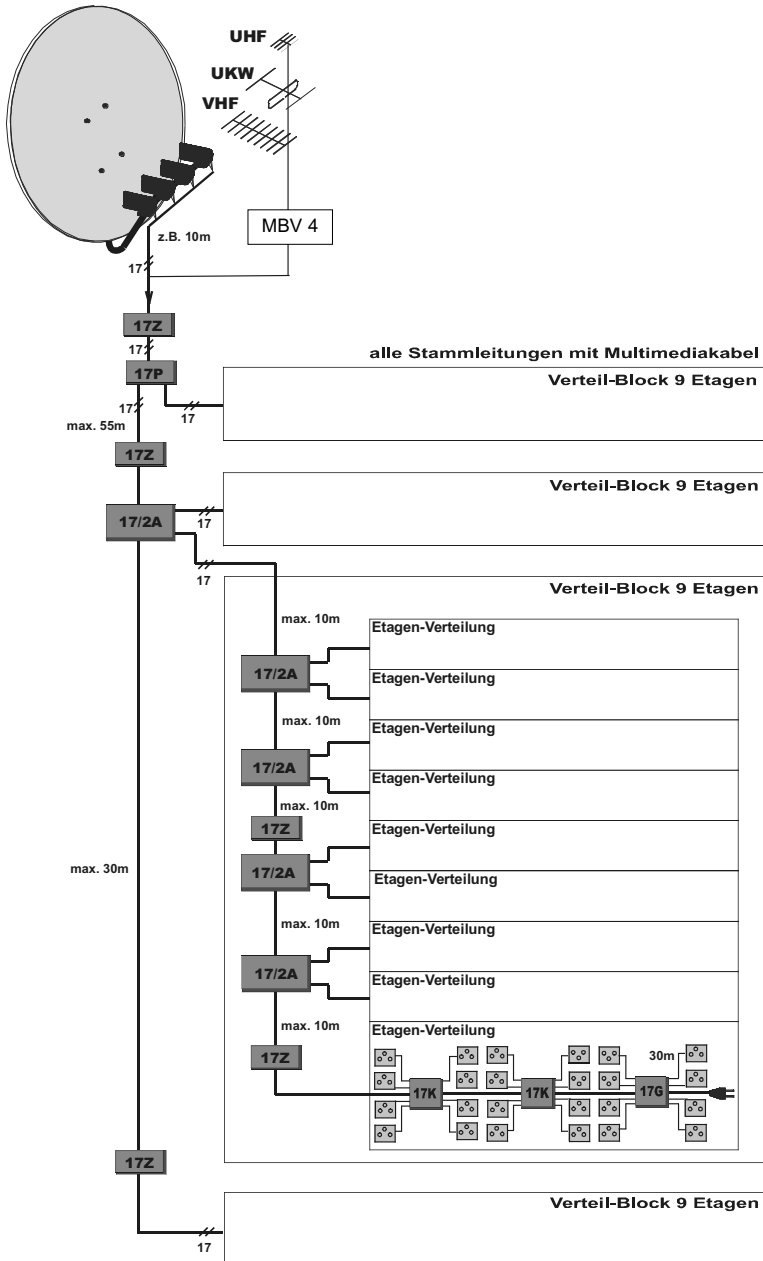 UHF
UKW
VHF
MBV 4
z.B. 10m
17
17Z
17
alle Stammleitungen mit Multimediakabel
17P
Verteil-Block 9 Etagen
17
17
max. 55m
17Z
Verteil-Block 9 Etagen
17/2A
17
17
Verteil-Block 9 Etagen
max. 10m
Etagen-Verteilung
17/2A
Etagen-Verteilung
max. 10m
Etagen-Verteilung
17/2A
Etagen-Verteilung
max. 10m
17Z
Etagen-Verteilung
max. 30m
17/2A
Etagen-Verteilung
max. 10m
Etagen-Verteilung
17/2A
Etagen-Verteilung
max. 10m
Etagen-Verteilung
17Z
30m
17K
17K
17G
17Z
Verteil-Block 9 Etagen
17